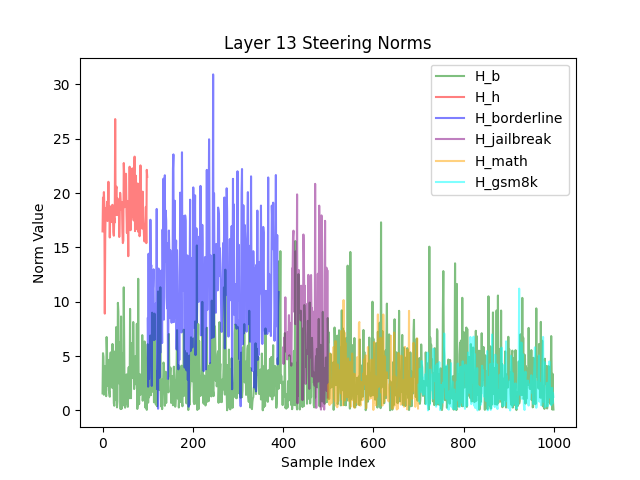 Layer 13 Steering Norms
Norm Value
30
25
20
15
10
5
0
H_b
H_h
H_borderline
H_jailbreak
H_math
H_gsm8k
0
200
400
600
800
1000
Sample Index